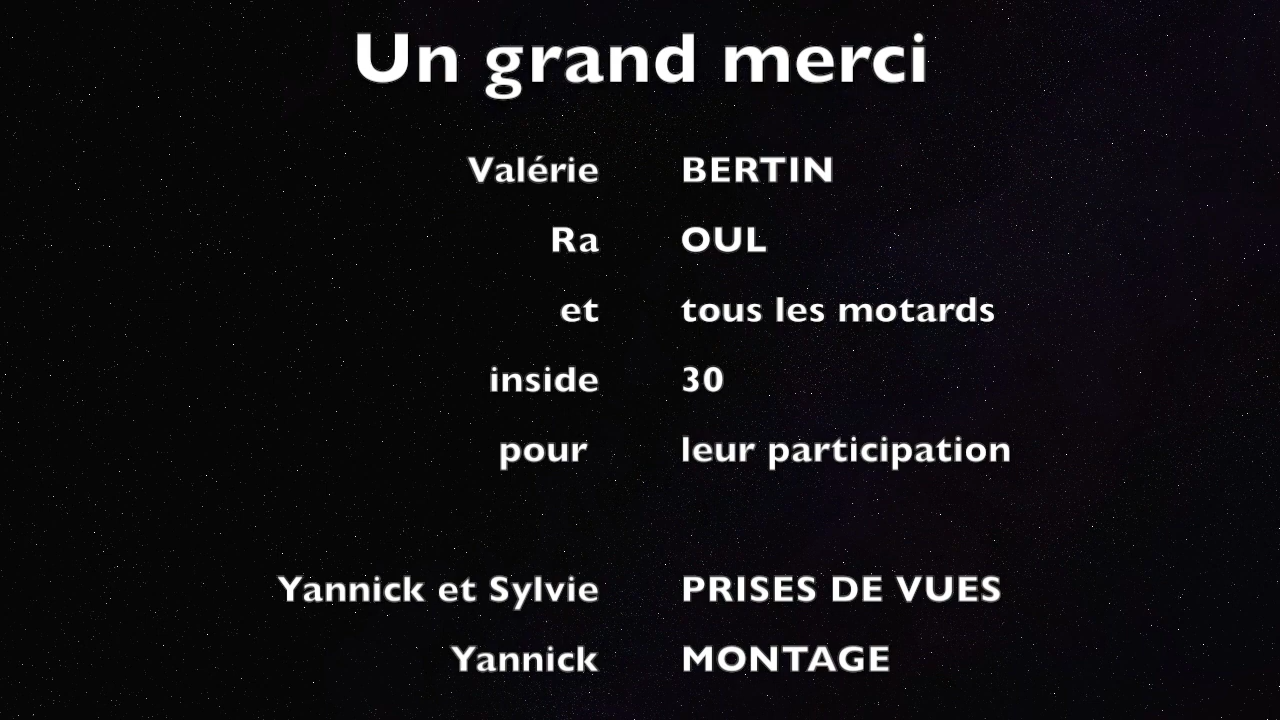 Un grand merci
Valérie BERTIN
Ra OUL
et tous les motards
inside 30
pour leur participation
Yannick et Sylvie PRISES DE VUES
Yannick MONTAGE